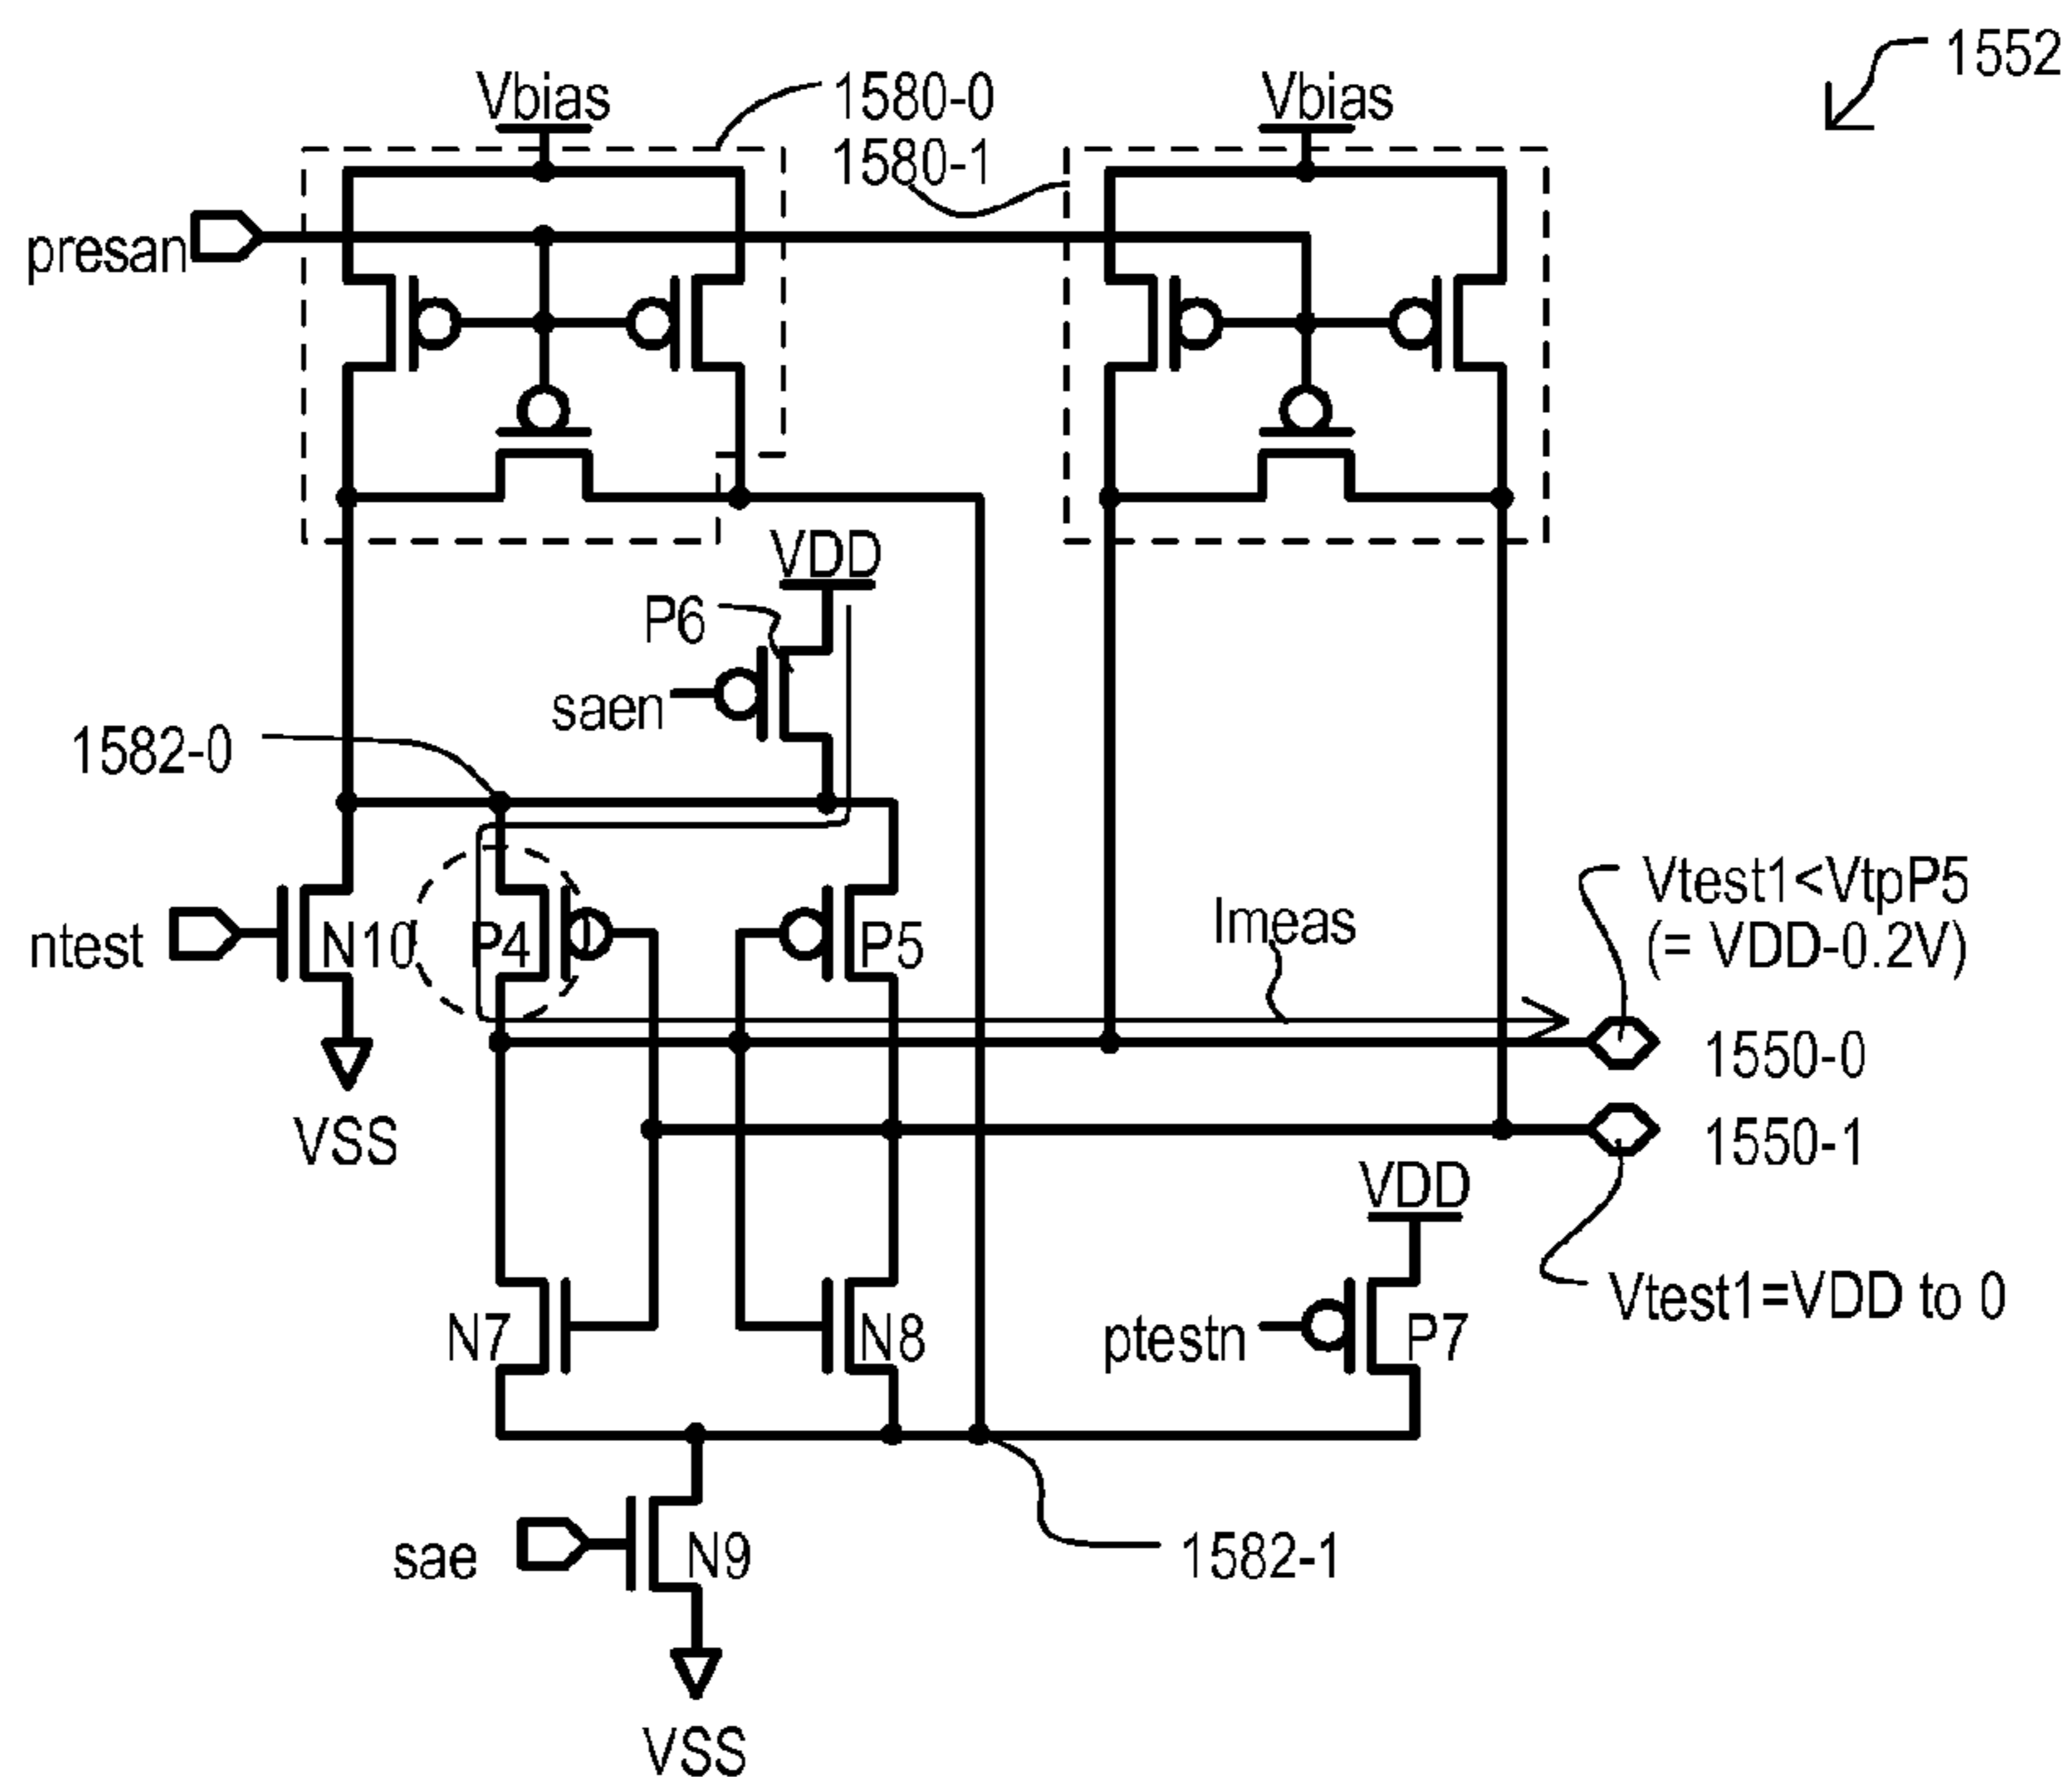 1552
Vbias
1580-0
Vbias
1580-1
presan
VDD
P6
saen
1582-0
Vtest1<VtpP5
(= VDD-0.2V)
Imeas
ntest
N10
P4
P5
1550-0
VSS
1550-1
VDD
Vtest1=VDD to 0
N7
N8
ptestn
P7
sae
N9
1582-1
VSS